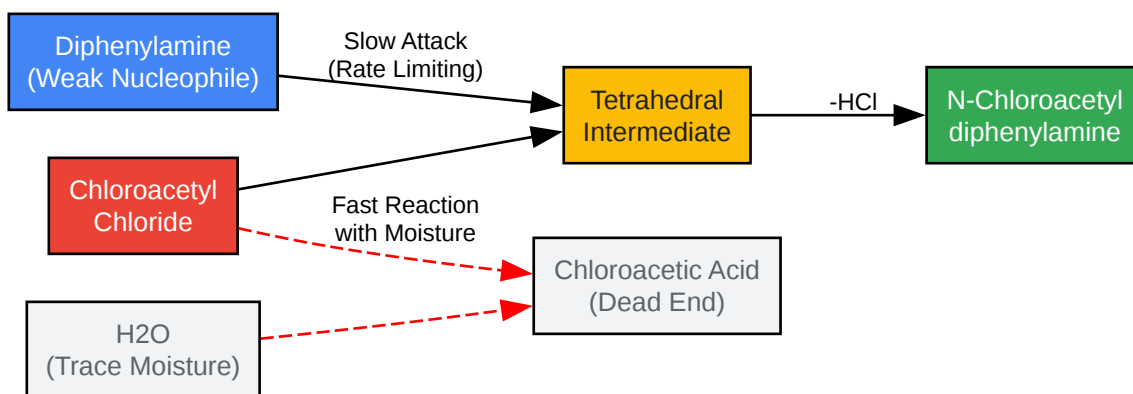 Diphenylamine
(Weak Nucleophile)
Slow Attack
(Rate Limiting)
Tetrahedral
Intermediate
-HCl
N-Chloroacetyl
diphenylamine
Chloroacetyl
Chloride
Fast Reaction
with Moisture
Chloroacetic Acid
(Dead End)
H2O
(Trace Moisture)